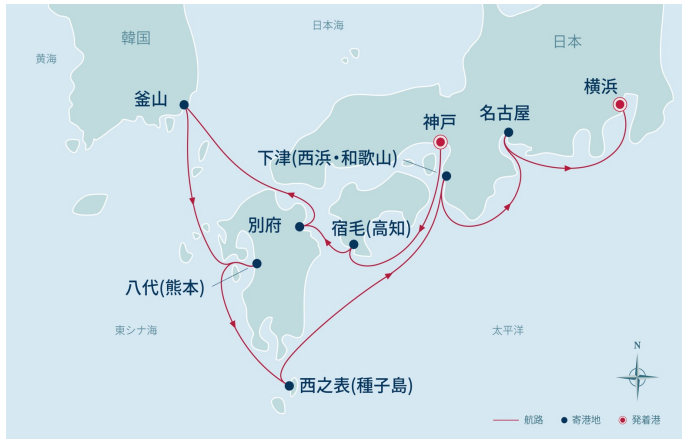 日本海
韓国
日本
黄海
横浜
釜山
名古屋
神戸
下津(西浜・和歌山)
別府
宿毛(高知)
八代(熊本)
東シナ海
太平洋
N
西之表(種子島)
航路
寄港地
発着港